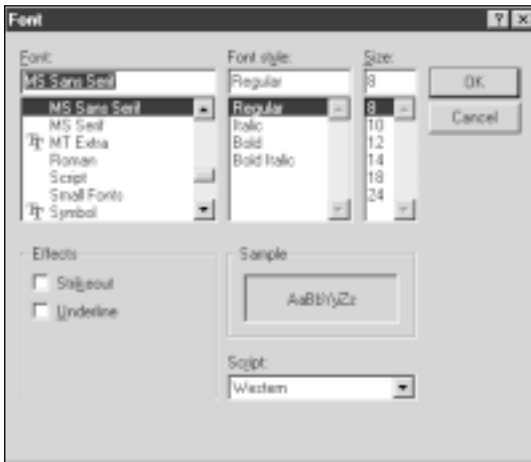 Font
Font: Font style: Size:
MS Sans Serif Regular 8 OK
MS Sans Serif Regular 8 Cancel
MS Serif Italic 10
MT Extra Bold 12
Roman Bold Italic 14
Script 18
Small Fonts 24
Symbol
Effects Sample
Strikeout AaBbYyZz
Underline
Script:
Western